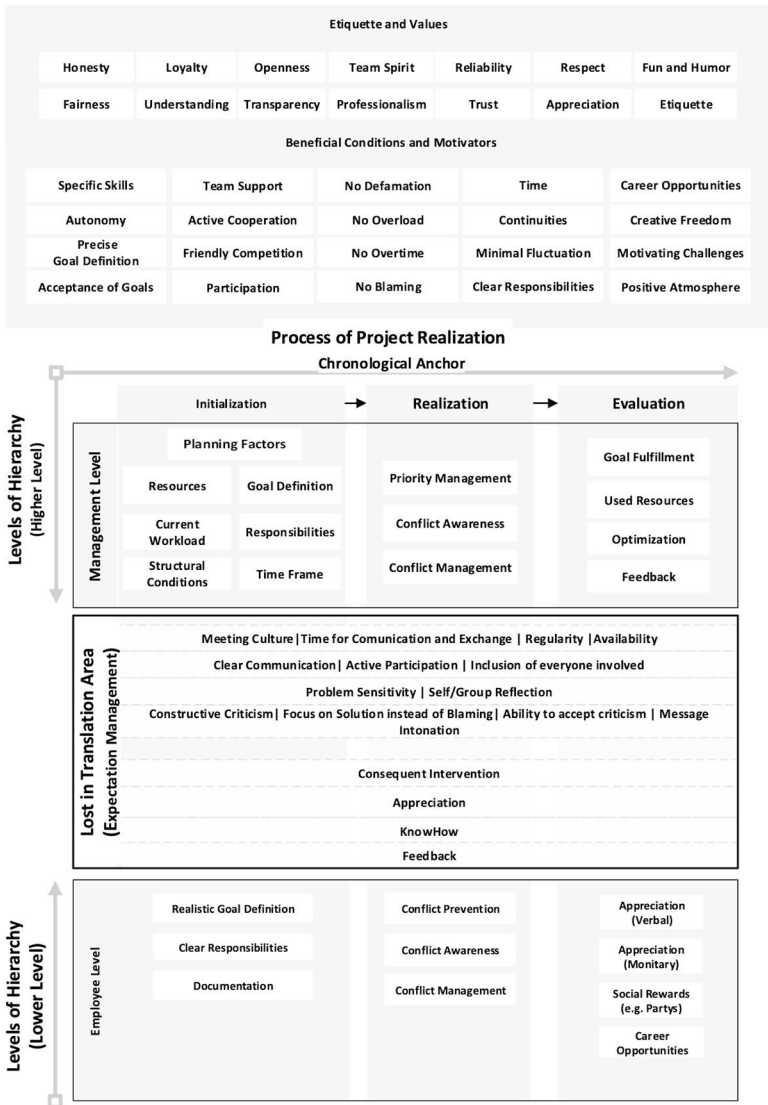 Etiquette and Values
Honesty Loyalty Openness Team Spirit Reliability Respect Fun and Humor
Fairness Understanding Transparency Professionalism Trust Appreciation Etiquette
Beneficial Conditions and Motivators
Specific Skills Team Support No Defamation Time Career Opportunities
Autonomy Active Cooperation No Overload Continuities Creative Freedom
Precise
Goal Definition Friendly Competition No Overtime Minimal Fluctuation Motivating Challenges
Acceptance of Goals Participation No Blaming Clear Responsibilities Positive Atmosphere
Process of Project Realization
Chronological Anchor
Initialization Realization Evaluation
Levels of Hierarchy
(Higher Level)
Management Level
Planning Factors
Resources Goal Definition
Current
Workload Responsibilities
Structural
Conditions Time Frame
Priority Management
Conflict Awareness
Conflict Management
Goal Fulfillment
Used Resources
Optimization
Feedback
Lost in Translation Area
(Expectation Management)
Meeting Culture|Time for Comunication and Exchange | Regularity |Availability
Clear Communication| Active Participation | Inclusion of everyone involved
Problem Sensitivity | Self/Group Reflection
Constructive Criticism| Focus on Solution instead of Blaming| Ability to accept criticism | Message
Intonation
Consequent Intervention
Appreciation
KnowHow
Feedback
Levels of Hierarchy
(Lower Level)
Employee Level
Realistic Goal Definition
Clear Responsibilities
Documentation
Conflict Prevention
Conflict Awareness
Conflict Management
Appreciation
(Verbal)
Appreciation
(Monitary)
Social Rewards
(e.g. Partys)
Career
Opportunities